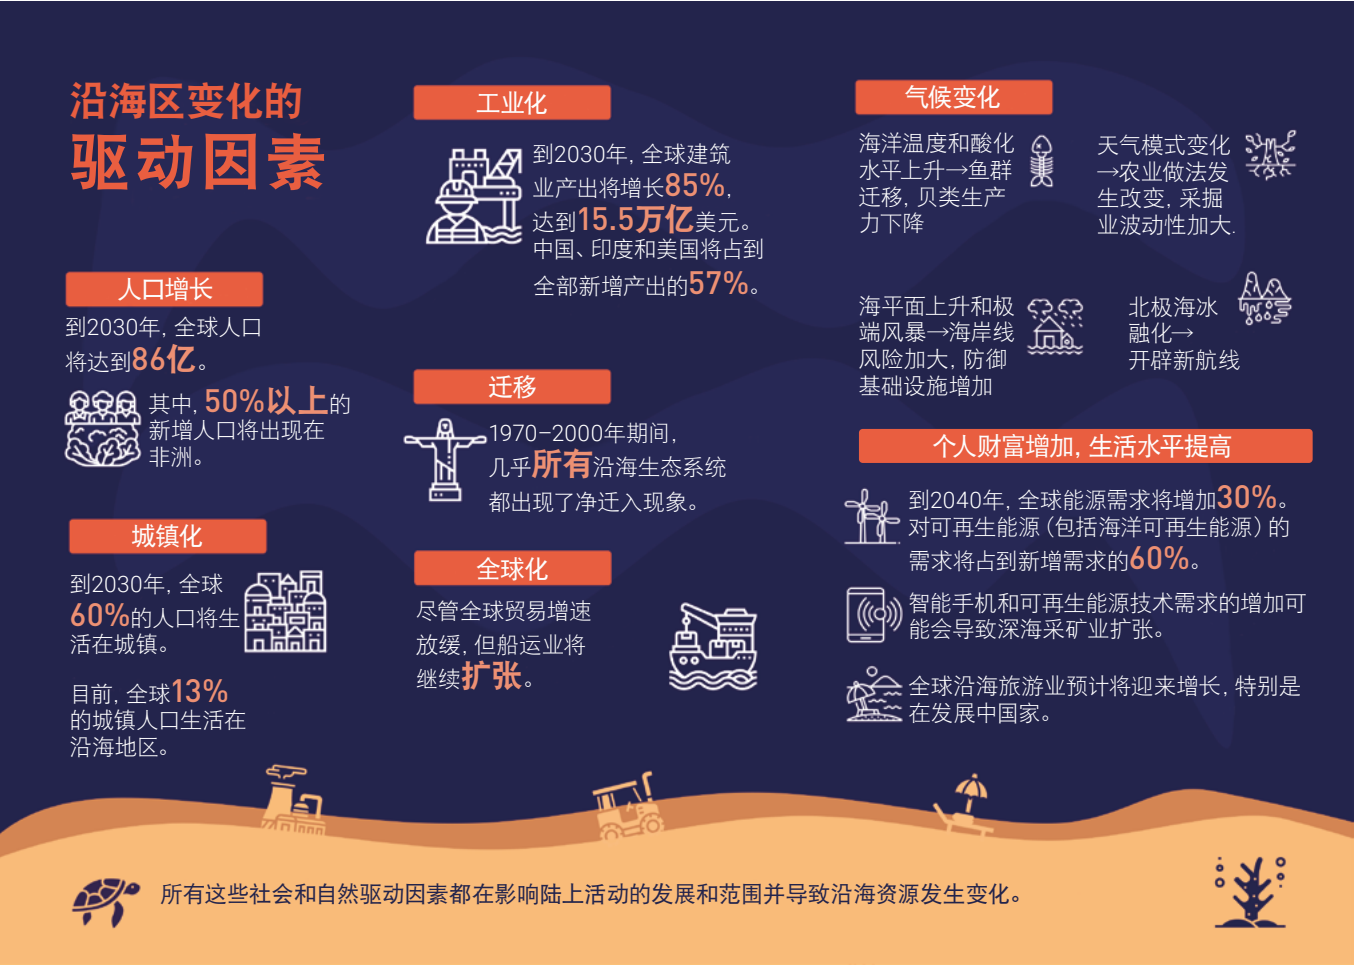 沿海区变化的
驱动因素
人口增长
到2030年, 全球人口
将达到86亿。
其中, 50%以上的
新增人口将出现在
非洲。
城镇化
到2030年, 全球
60%的人口将生
活在城镇。
目前, 全球13%
的城镇人口生活在
沿海地区。
工业化
到2030年, 全球建筑
业产出将增长85%,
达到15.5万亿美元。
中国、印度和美国将占到
全部新增产出的57%。
迁移
1970–2000年期间,
几乎所有沿海生态系统
都出现了净迁入现象。
全球化
尽管全球贸易增速
放缓, 但船运业将
继续扩张。
气候变化
海洋温度和酸化
水平上升→鱼群
迁移, 贝类生产
力下降
天气模式变化
→农业做法发
生改变, 采掘
业波动性加大.
海平面上升和极
端风暴→海岸线
风险加大, 防御
基础设施增加
北极海冰
融化→
开辟新航线
个人财富增加, 生活水平提高
到2040年, 全球能源需求将增加30%。
对可再生能源（包括海洋可再生能源）的
需求将占到新增需求的60%。
智能手机和可再生能源技术需求的增加可
能会导致深海采矿业扩张。
全球沿海旅游业预计将迎来增长, 特别是
在发展中国家。
所有这些社会和自然驱动因素都在影响陆上活动的发展和范围并导致沿海资源发生变化。